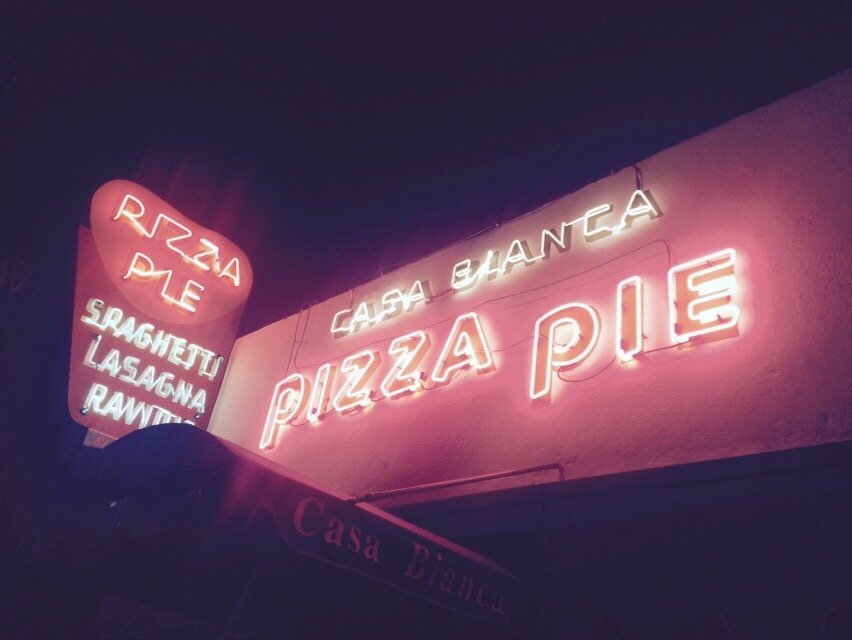 PIZZA
PIE
SPAGHETTI
LASAGNA
CASA BIANCA
PIZZA PIE
Casa Bianca